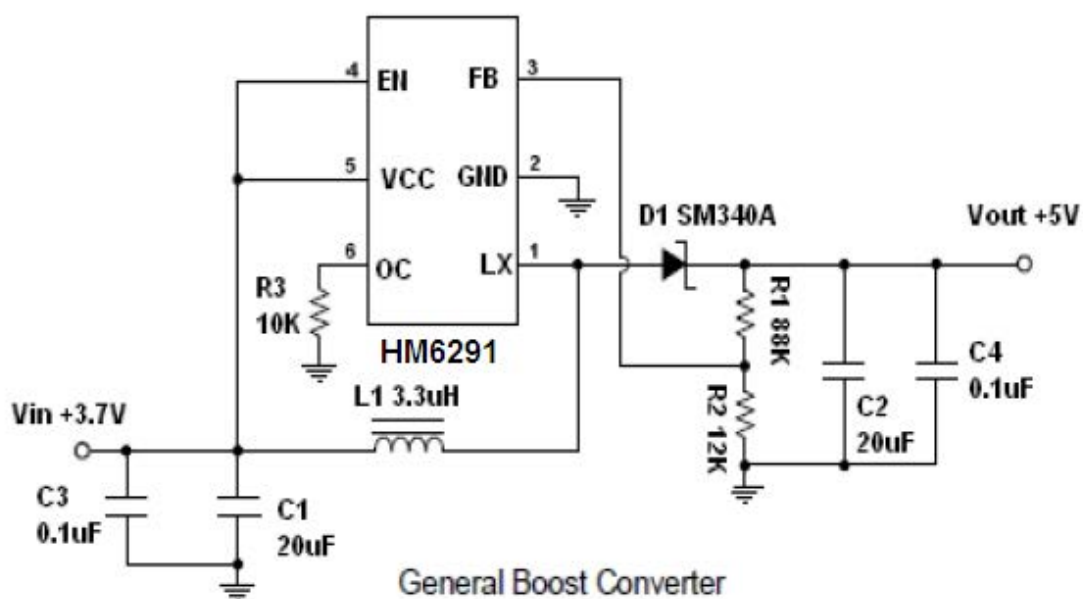 4
EN
FB
3
5
VCC
GND
2
D1 SM340A
Vout +5V
6
OC
LX
1
R3
10K
HM6291
R1 88K
L1 3.3uH
C4
0.1uF
Vin +3.7V
R2 12K
C2
20uF
C3
0.1uF
C1
20uF
General Boost Converter